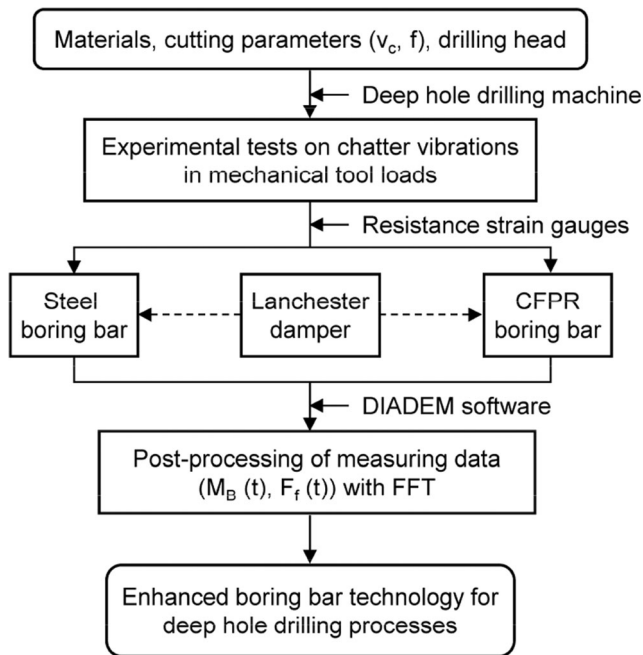 Materials, cutting parameters (vc, f), drilling head
Deep hole drilling machine
Experimental tests on chatter vibrations
in mechanical tool loads
Resistance strain gauges
Steel
boring bar
Lanchester
damper
CFPR
boring bar
DIADEM software
Post-processing of measuring data
(MB (t), Ff (t)) with FFT
Enhanced boring bar technology for
deep hole drilling processes